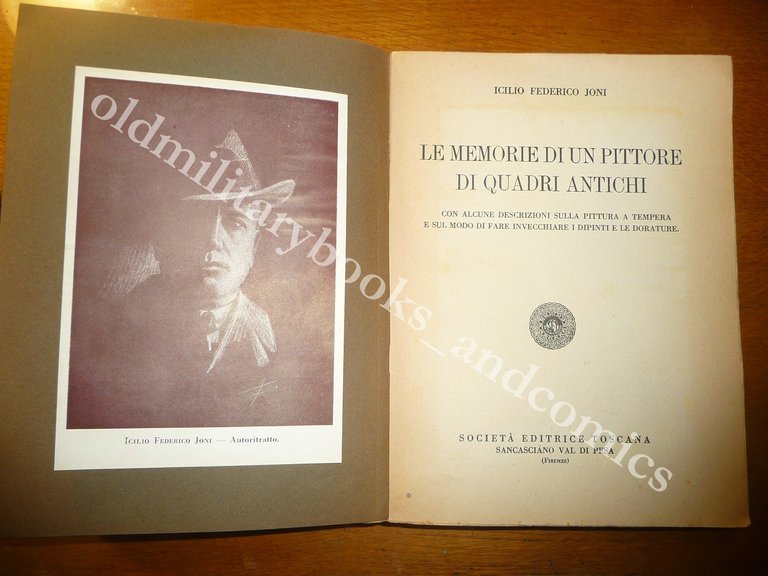 ICILIO FEDERICO JONI — Autoritratto.
ICILIO FEDERICO JONI
LE MEMORIE DI UN PITTORE
DI QUADRI ANTICHI
CON ALCUNE DESCRIZIONI SULLA PITTURA A TEMPERA
E SUL MODO DI FARE INVECCHIARE I DIPINTI E LE DORATURE.
SOCIETÀ EDITRICE TOSCANA
SANCASCIANO VAL DI PESA
(FIRENZE)
oldmilitarybooks_andcomics